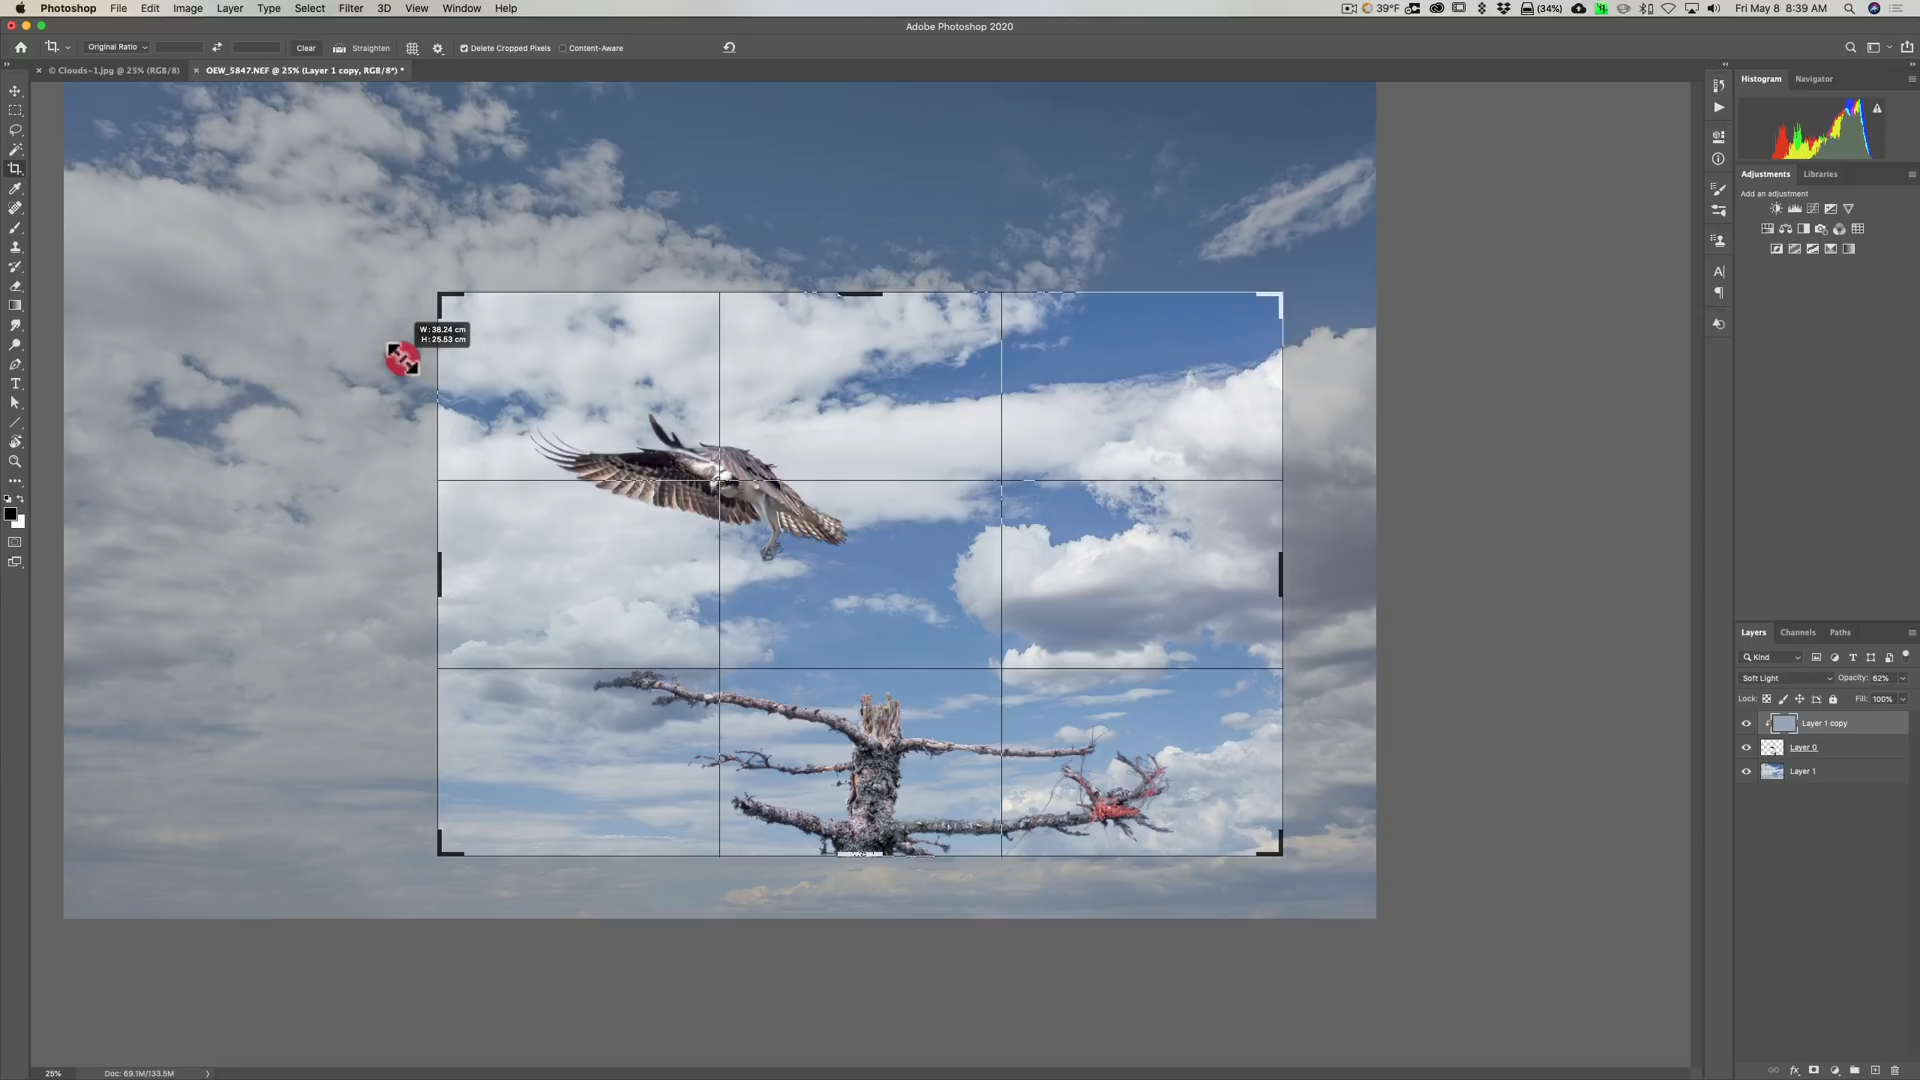 Photoshop File Edit Image Layer Type Select Filter 3D View Window Help
39°F (34%) Fri May 8 8:39 AM
Adobe Photoshop 2020
Original Ratio Clear Straighten Delete Cropped Pixels Content-Aware
© Clouds-1.jpg @ 25% (RGB/8) OEW_5847.NEF @ 25% (Layer 1 copy, RGB/8*) *
Histogram Navigator
Adjustments Libraries
Add an adjustment
W: 38.24 cm
H: 25.53 cm
Layers Channels Paths
Kind
Soft Light Opacity: 62%
Lock: Fill: 100%
Layer 1 copy
Layer 0
Layer 1
25% Doc: 69.1M/133.5M